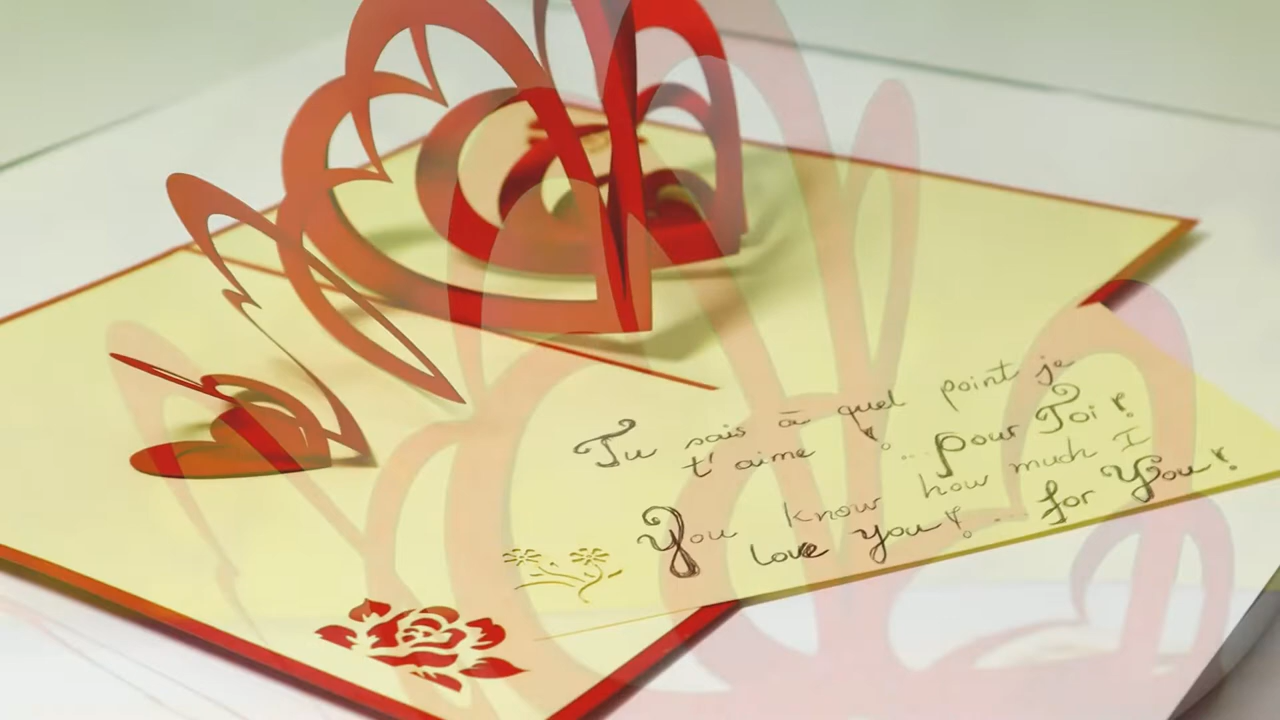 Tu sais à quel point je
t'aime ! ... pour Toi !
You know how much I
love you ! ... for You !